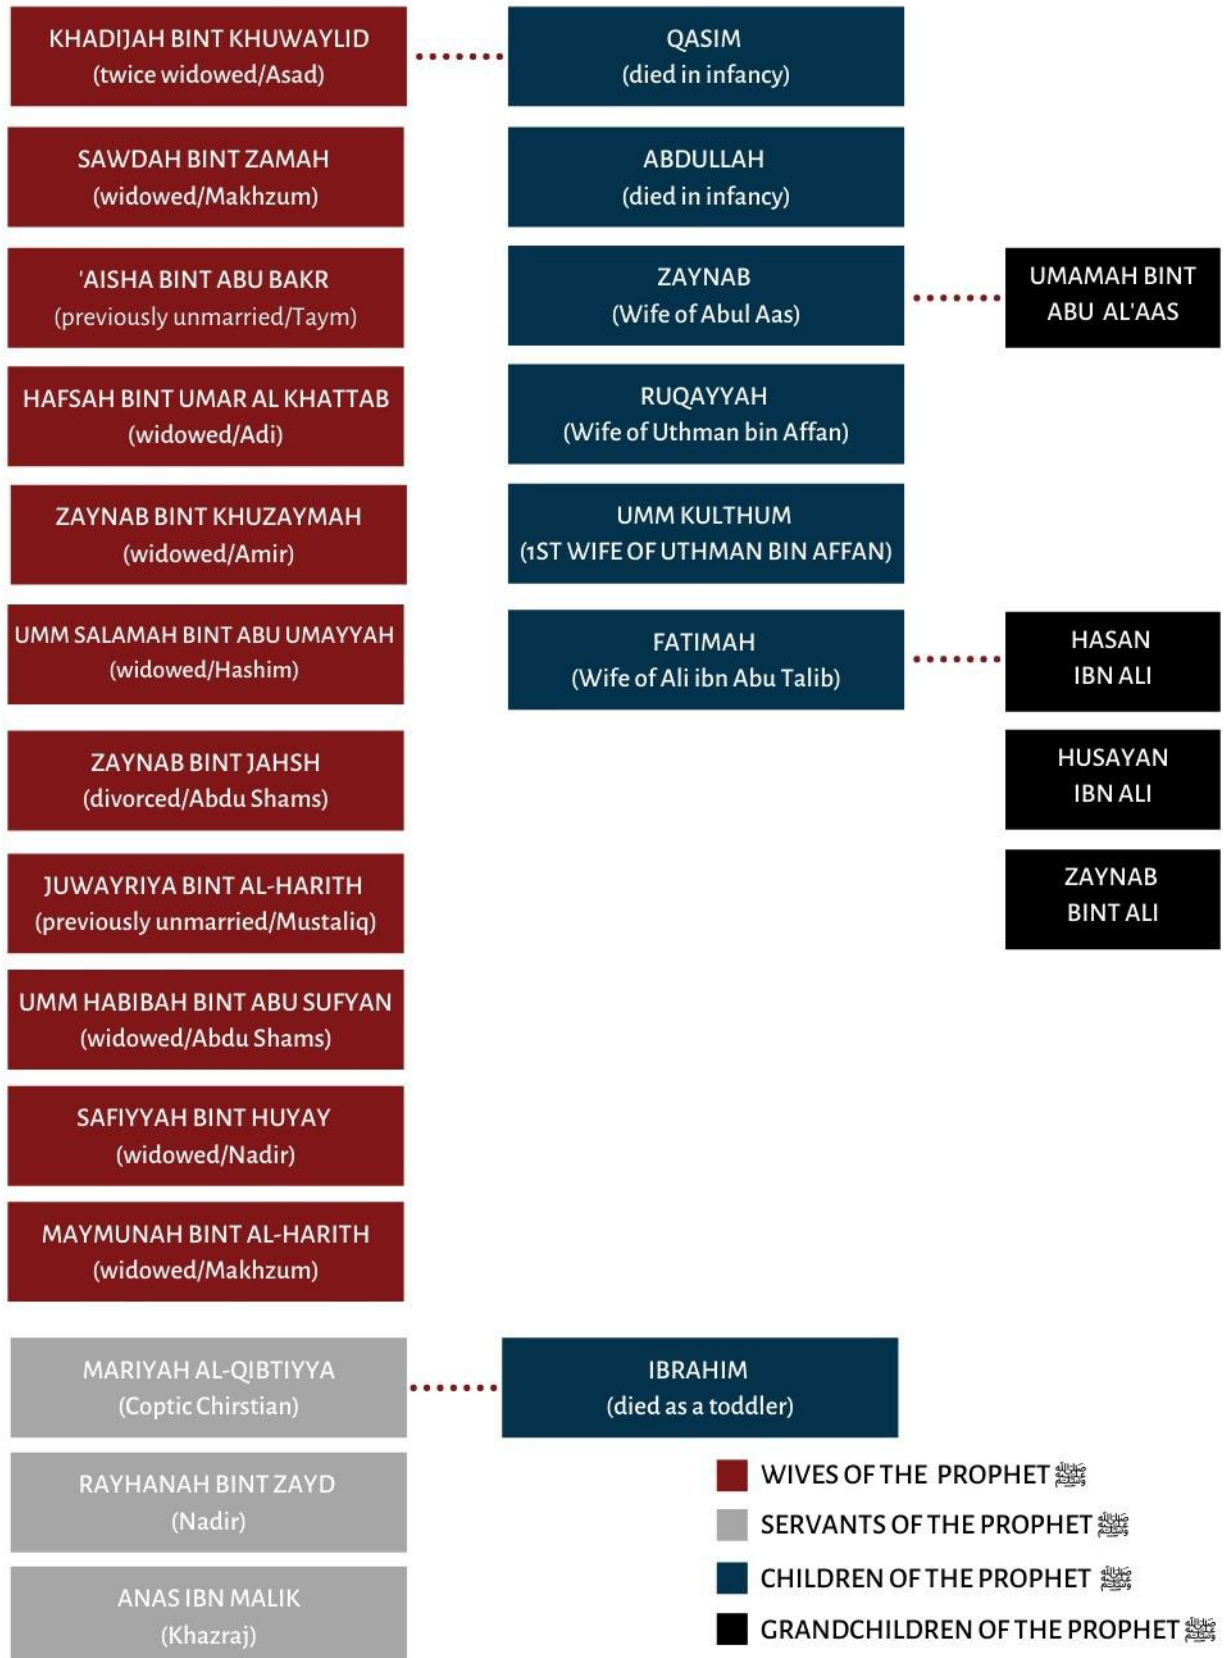 KHADIJAH BINT KHUWAYLID
(twice widowed/Asad)
QASIM
(died in infancy)
SAWDAH BINT ZAMAH
(widowed/Makhzum)
ABDULLAH
(died in infancy)
'AISHA BINT ABU BAKR
(previously unmarried/Taym)
ZAYNAB
(Wife of Abul Aas)
UMAMAH BINT
ABU AL'AAS
HAFSAH BINT UMAR AL KHATTAB
(widowed/Adi)
RUQAYYAH
(Wife of Uthman bin Affan)
ZAYNAB BINT KHUZAYMAH
(widowed/Amir)
UMM KULTHUM
(1ST WIFE OF UTHMAN BIN AFFAN)
UMM SALAMAH BINT ABU UMAYYAH
(widowed/Hashim)
FATIMAH
(Wife of Ali ibn Abu Talib)
HASAN
IBN ALI
ZAYNAB BINT JAHSH
(divorced/Abdu Shams)
HUSAYAN
IBN ALI
JUWAYRIYA BINT AL-HARITH
(previously unmarried/Mustaliq)
ZAYNAB
BINT ALI
UMM HABIBAH BINT ABU SUFYAN
(widowed/Abdu Shams)
SAFIYYAH BINT HUYAY
(widowed/Nadir)
MAYMUNAH BINT AL-HARITH
(widowed/Makhzum)
MARIYAH AL-QIBTIYYA
(Coptic Chirstian)
IBRAHIM
(died as a toddler)
RAYHANAH BINT ZAYD
(Nadir)
ANAS IBN MALIK
(Khazraj)
WIVES OF THE PROPHET ﷺ
SERVANTS OF THE PROPHET ﷺ
CHILDREN OF THE PROPHET ﷺ
GRANDCHILDREN OF THE PROPHET ﷺ